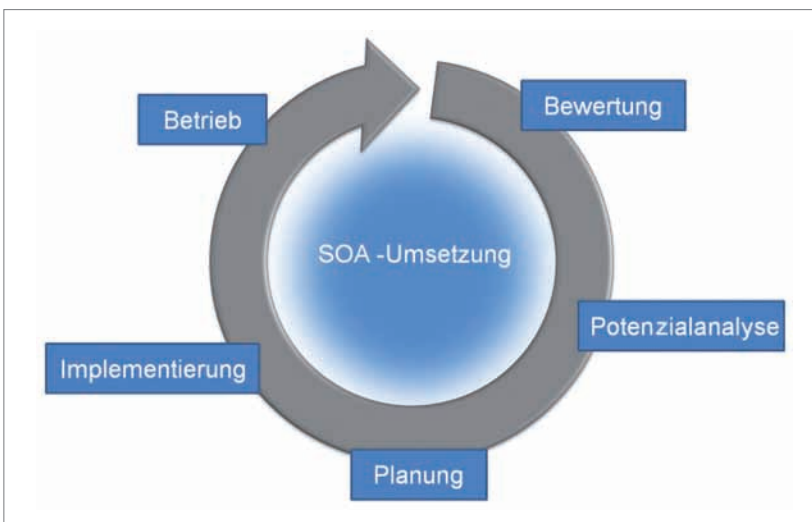 Betrieb
Bewertung
SOA -Umsetzung
Potenzialanalyse
Implementierung
Planung